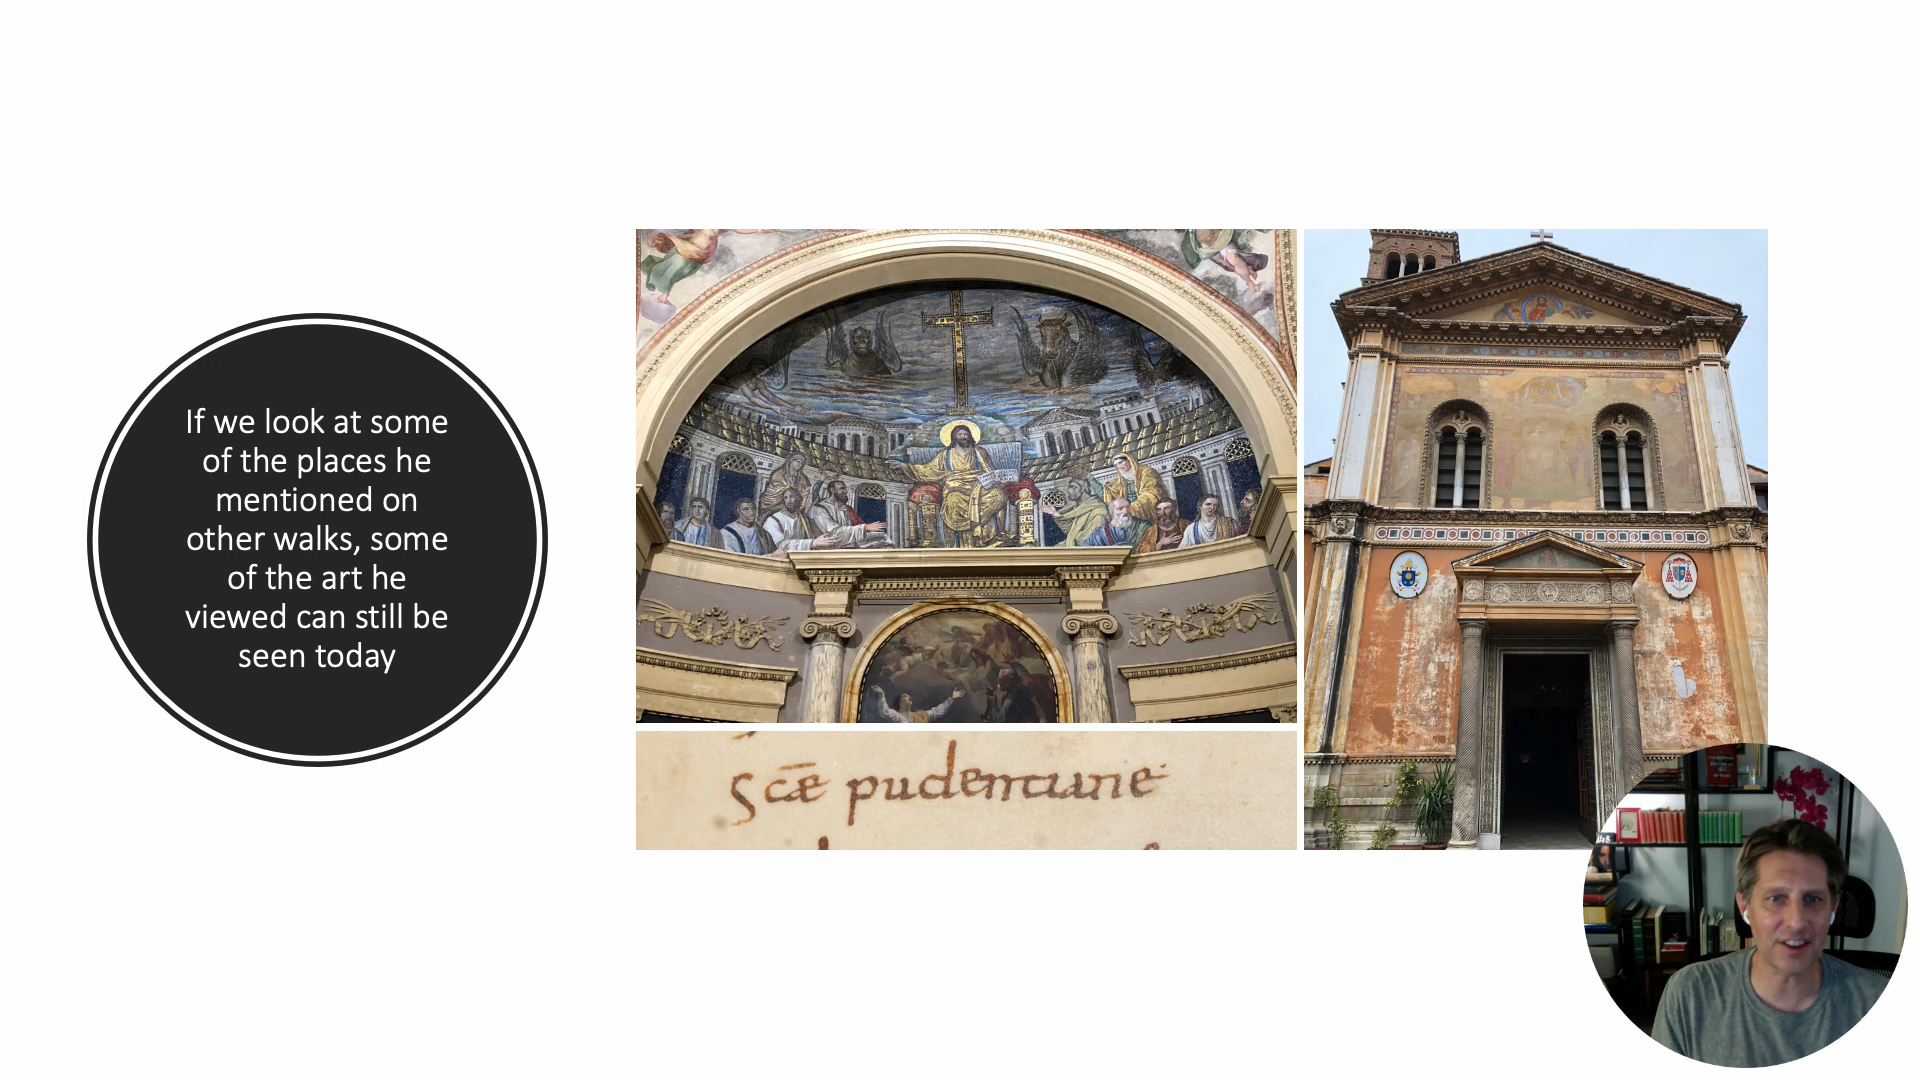 If we look at some
of the places he
mentioned on
other walks, some
of the art he
viewed can still be
seen today
Sc̄æ pudentiane